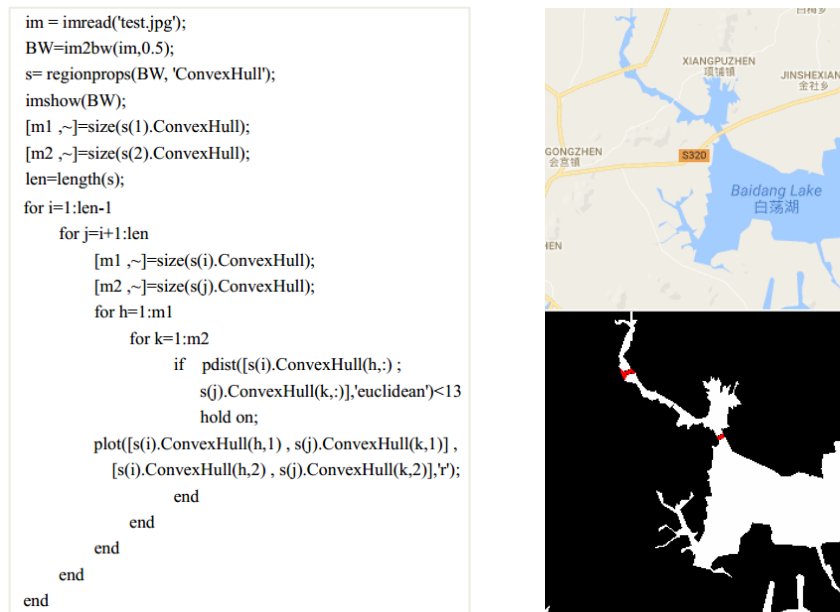 im = imread('test.jpg');
BW=im2bw(im,0.5);
s= regionprops(BW, 'ConvexHull');
imshow(BW);
[m1 ,~]=size(s(1).ConvexHull);
[m2 ,~]=size(s(2).ConvexHull);
len=length(s);
for i=1:len-1
for j=i+1:len
[m1 ,~]=size(s(i).ConvexHull);
[m2 ,~]=size(s(j).ConvexHull);
for h=1:m1
for k=1:m2
if pdist([s(i).ConvexHull(h,:) ;
s(j).ConvexHull(k,:)],'euclidean')<13
hold on;
plot([s(i).ConvexHull(h,1) , s(j).ConvexHull(k,1)] ,
[s(i).ConvexHull(h,2) , s(j).ConvexHull(k,2)],'r');
end
end
end
end
end
XIANGPUZHEN
项铺镇
JINSHEXIAN
金社乡
GONGZHEN
会宫镇
S320
Baidang Lake
白荡湖
HEN